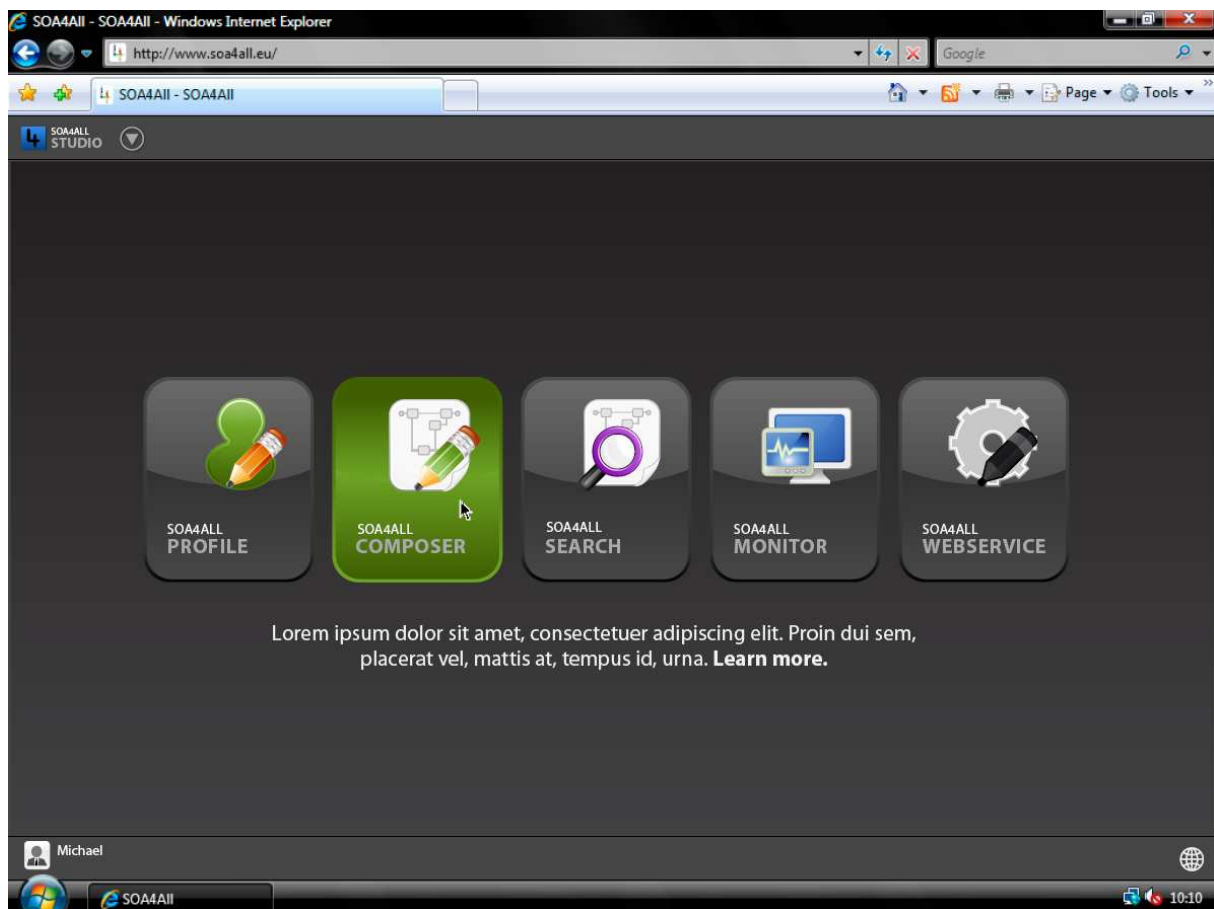 SOA4All - SOA4All - Windows Internet Explorer
http://www.soa4all.eu/
Google
SOA4All - SOA4All
Page
Tools
SOA4ALL
STUDIO
SOA4ALL
PROFILE
SOA4ALL
COMPOSER
SOA4ALL
SEARCH
SOA4ALL
MONITOR
SOA4ALL
WEBSERVICE
Lorem ipsum dolor sit amet, consectetuer adipiscing elit. Proin dui sem,
placerat vel, mattis at, tempus id, urna. Learn more.
Michael
SOA4All
10:10